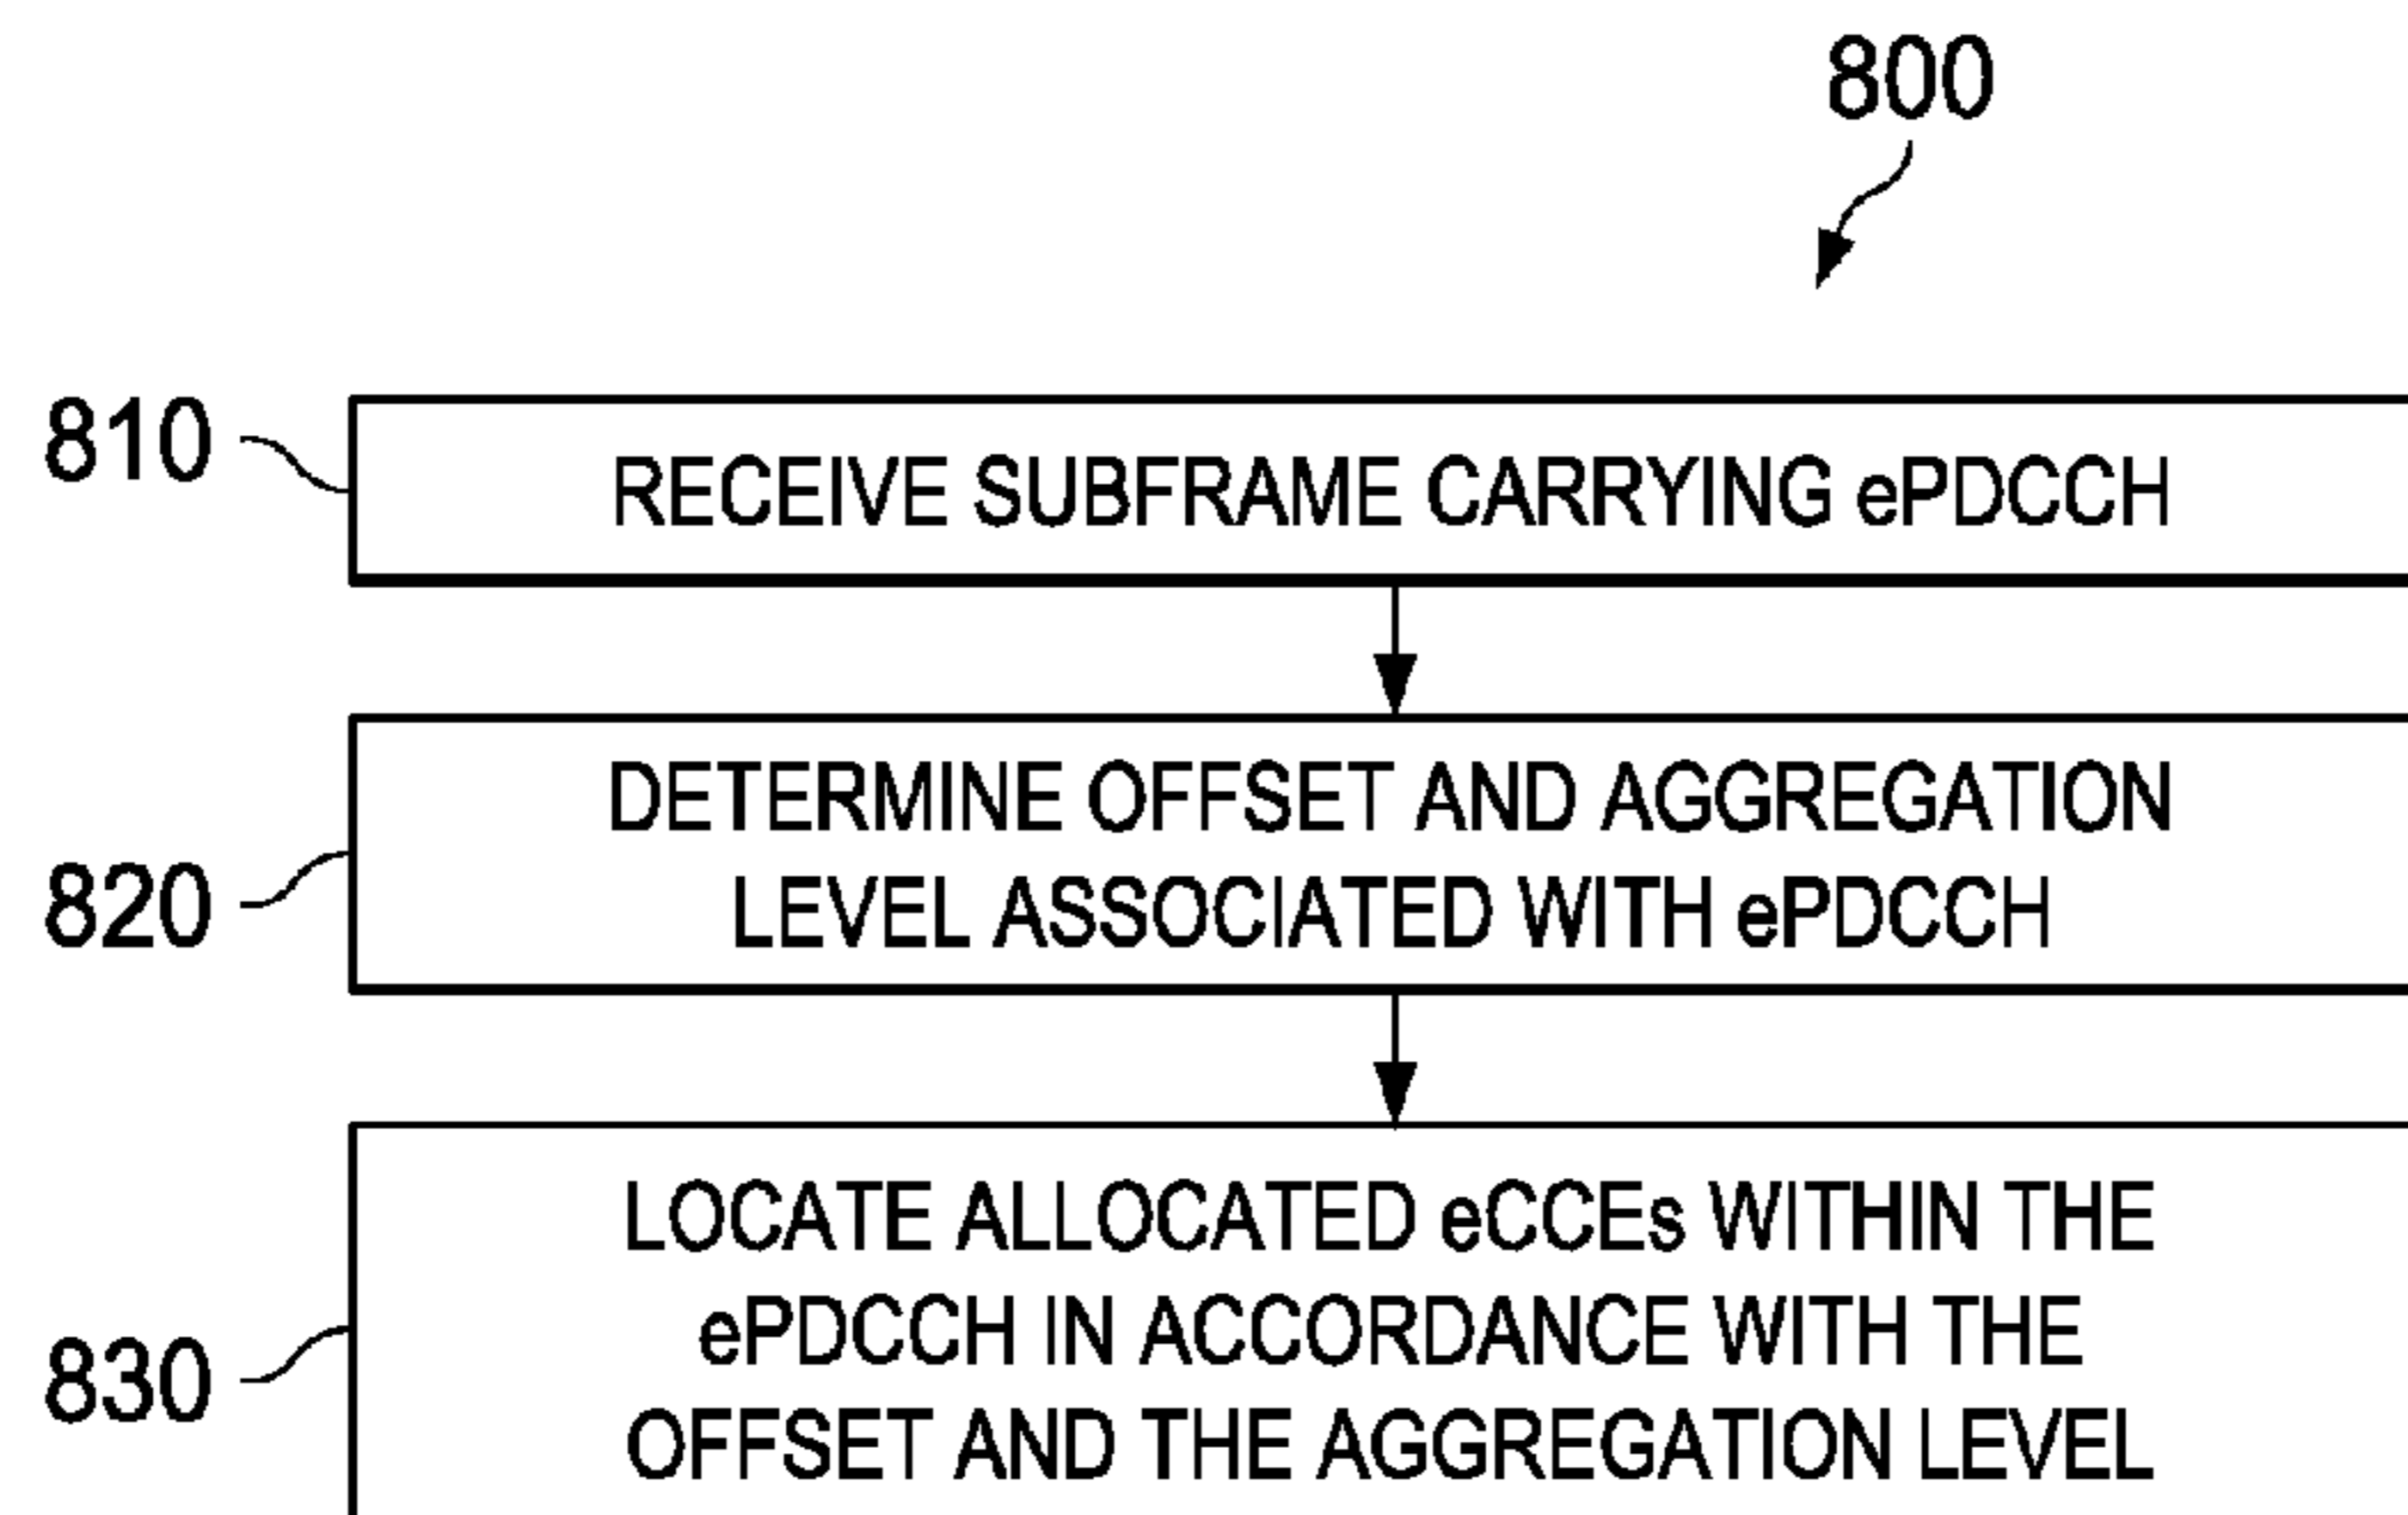 800
810
RECEIVE SUBFRAME CARRYING ePDCCH
820
DETERMINE OFFSET AND AGGREGATION
LEVEL ASSOCIATED WITH ePDCCH
830
LOCATE ALLOCATED eCCEs WITHIN THE
ePDCCH IN ACCORDANCE WITH THE
OFFSET AND THE AGGREGATION LEVEL